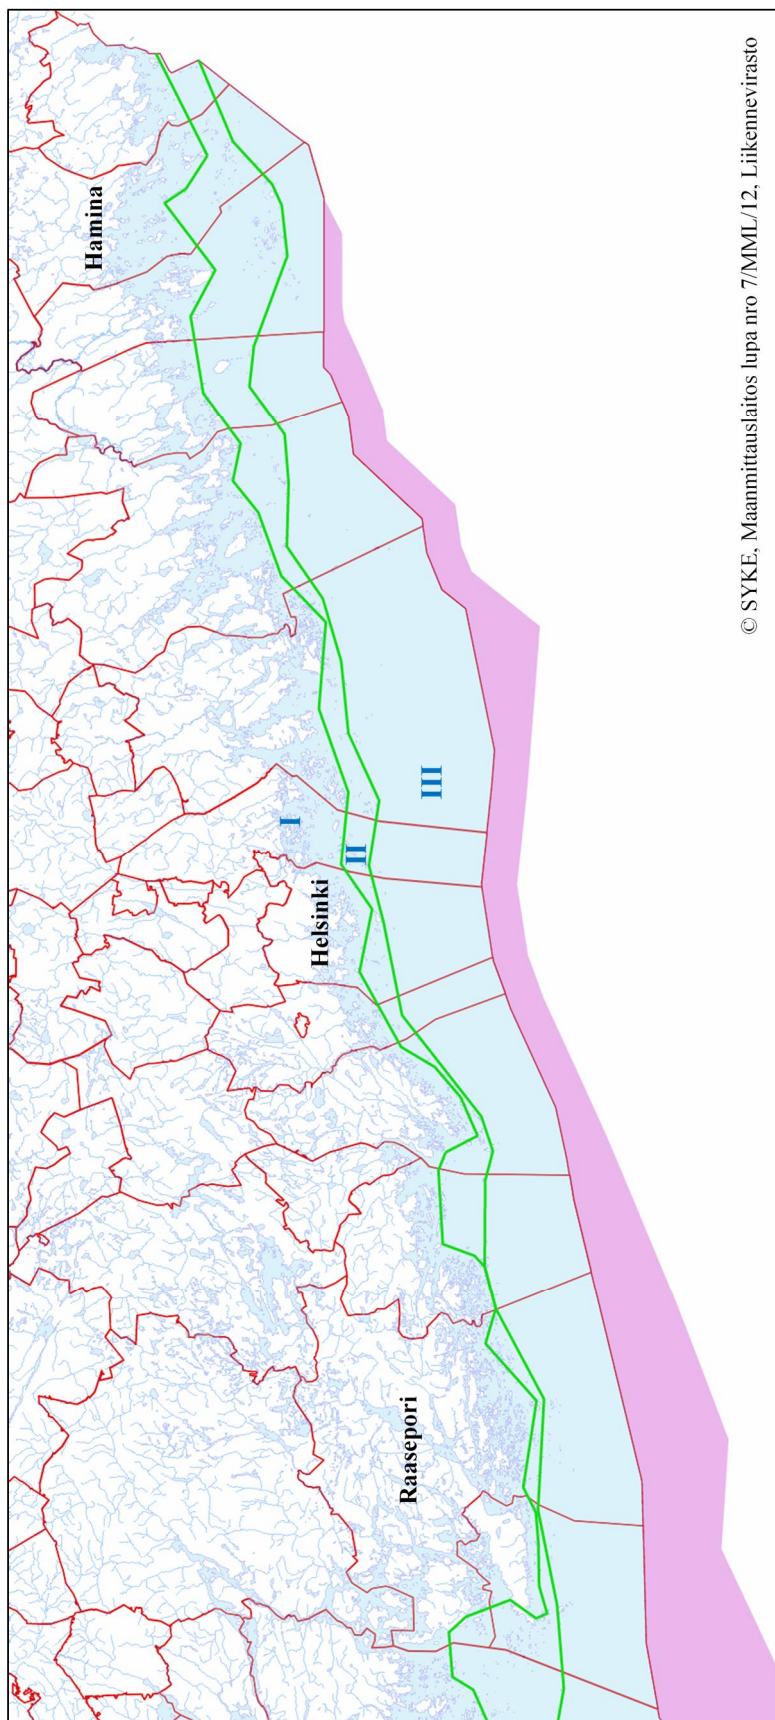 Raasepori
Helsinki
Hamina
I
II
III
© SYKE, Maanmittauslaitos lupa nro 7/MML/12, Liikennevirasto